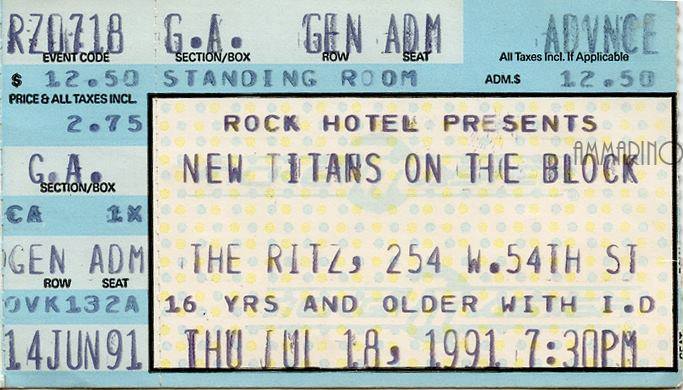 RZ0718 G.A. GEN ADM ADVNCE
EVENT CODE SECTION/BOX ROW SEAT All Taxes Incl. If Applicable
$ 12.50 STANDING ROOM ADM.$ 12.50
PRICE & ALL TAXES INCL.
2.75
ROCK HOTEL PRESENTS
AMMADINO
G.A. NEW TITANS ON THE BLOCK
SECTION/BOX
CA 1X
GEN ADM THE RITZ, 254 W.54TH ST
ROW SEAT
OVK132A 16 YRS AND OLDER WITH I.D
14JUN91 THU JUL 18, 1991 7:30PM